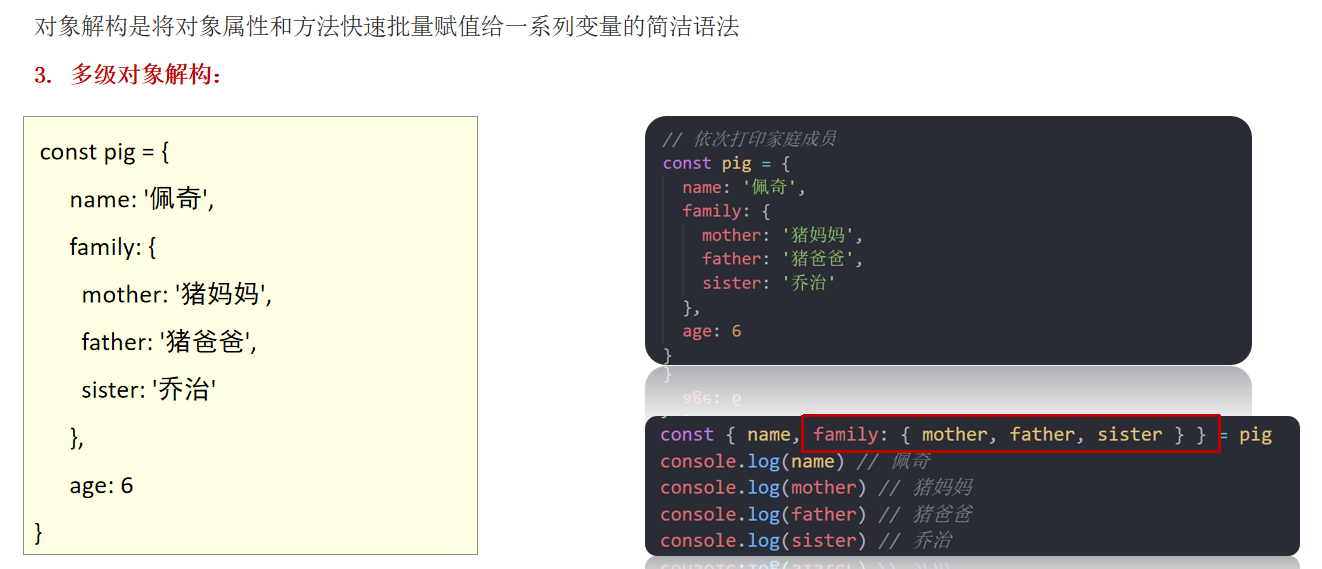 对象解构是将对象属性和方法快速批量赋值给一系列变量的简洁语法
3. 多级对象解构：
const pig = {
name: '佩奇',
family: {
mother: '猪妈妈',
father: '猪爸爸',
sister: '乔治'
},
age: 6
}
// 依次打印家庭成员
const pig = {
name: '佩奇',
family: {
mother: '猪妈妈',
father: '猪爸爸',
sister: '乔治'
},
age: 6
}
const { name, family: { mother, father, sister } } = pig
console.log(name) // 佩奇
console.log(mother) // 猪妈妈
console.log(father) // 猪爸爸
console.log(sister) // 乔治